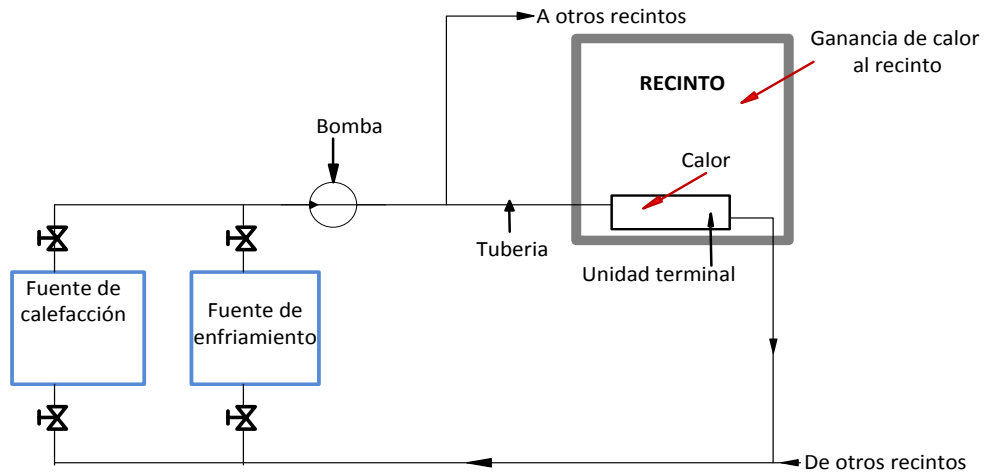 A otros recintos
Ganancia de calor
al recinto
RECINTO
Bomba
Calor
Tuberia
Unidad terminal
Fuente de
calefacción
Fuente de
enfriamiento
De otros recintos